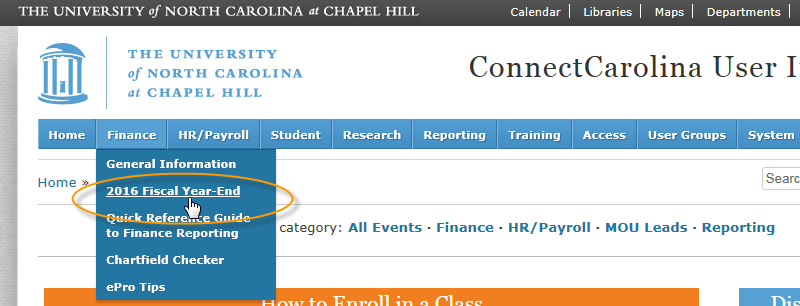 THE UNIVERSITY of NORTH CAROLINA at CHAPEL HILL
Calendar Libraries Maps Departments
THE UNIVERSITY
of NORTH CAROLINA
at CHAPEL HILL
ConnectCarolina User
Home Finance HR/Payroll Student Research Reporting Training Access User Groups System
General Information
Home »
2016 Fiscal Year-End
Searc
Quick Reference Guide
to Finance Reporting
category: All Events · Finance · HR/Payroll · MOU Leads · Reporting
Chartfield Checker
ePro Tips
How to Enroll in a Class
Dis